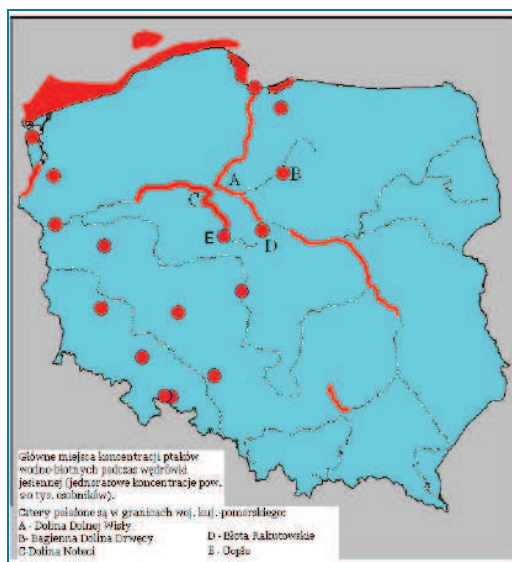 A
B
C
E
D
Główne miejsca koncentracji ptaków
wodno-błotnych podczas wędrówki
jesiennej (jednorazowe koncentracje pow.
20 tys. osobników).
Cztery położone są w granicach woj. kuj.-pomorskiego:
A - Dolina Dolnej Wisły
B- Bagienna Dolina Drwęcy
C-Dolina Noteci
D - Błota Rakutowskie
E - Gopło